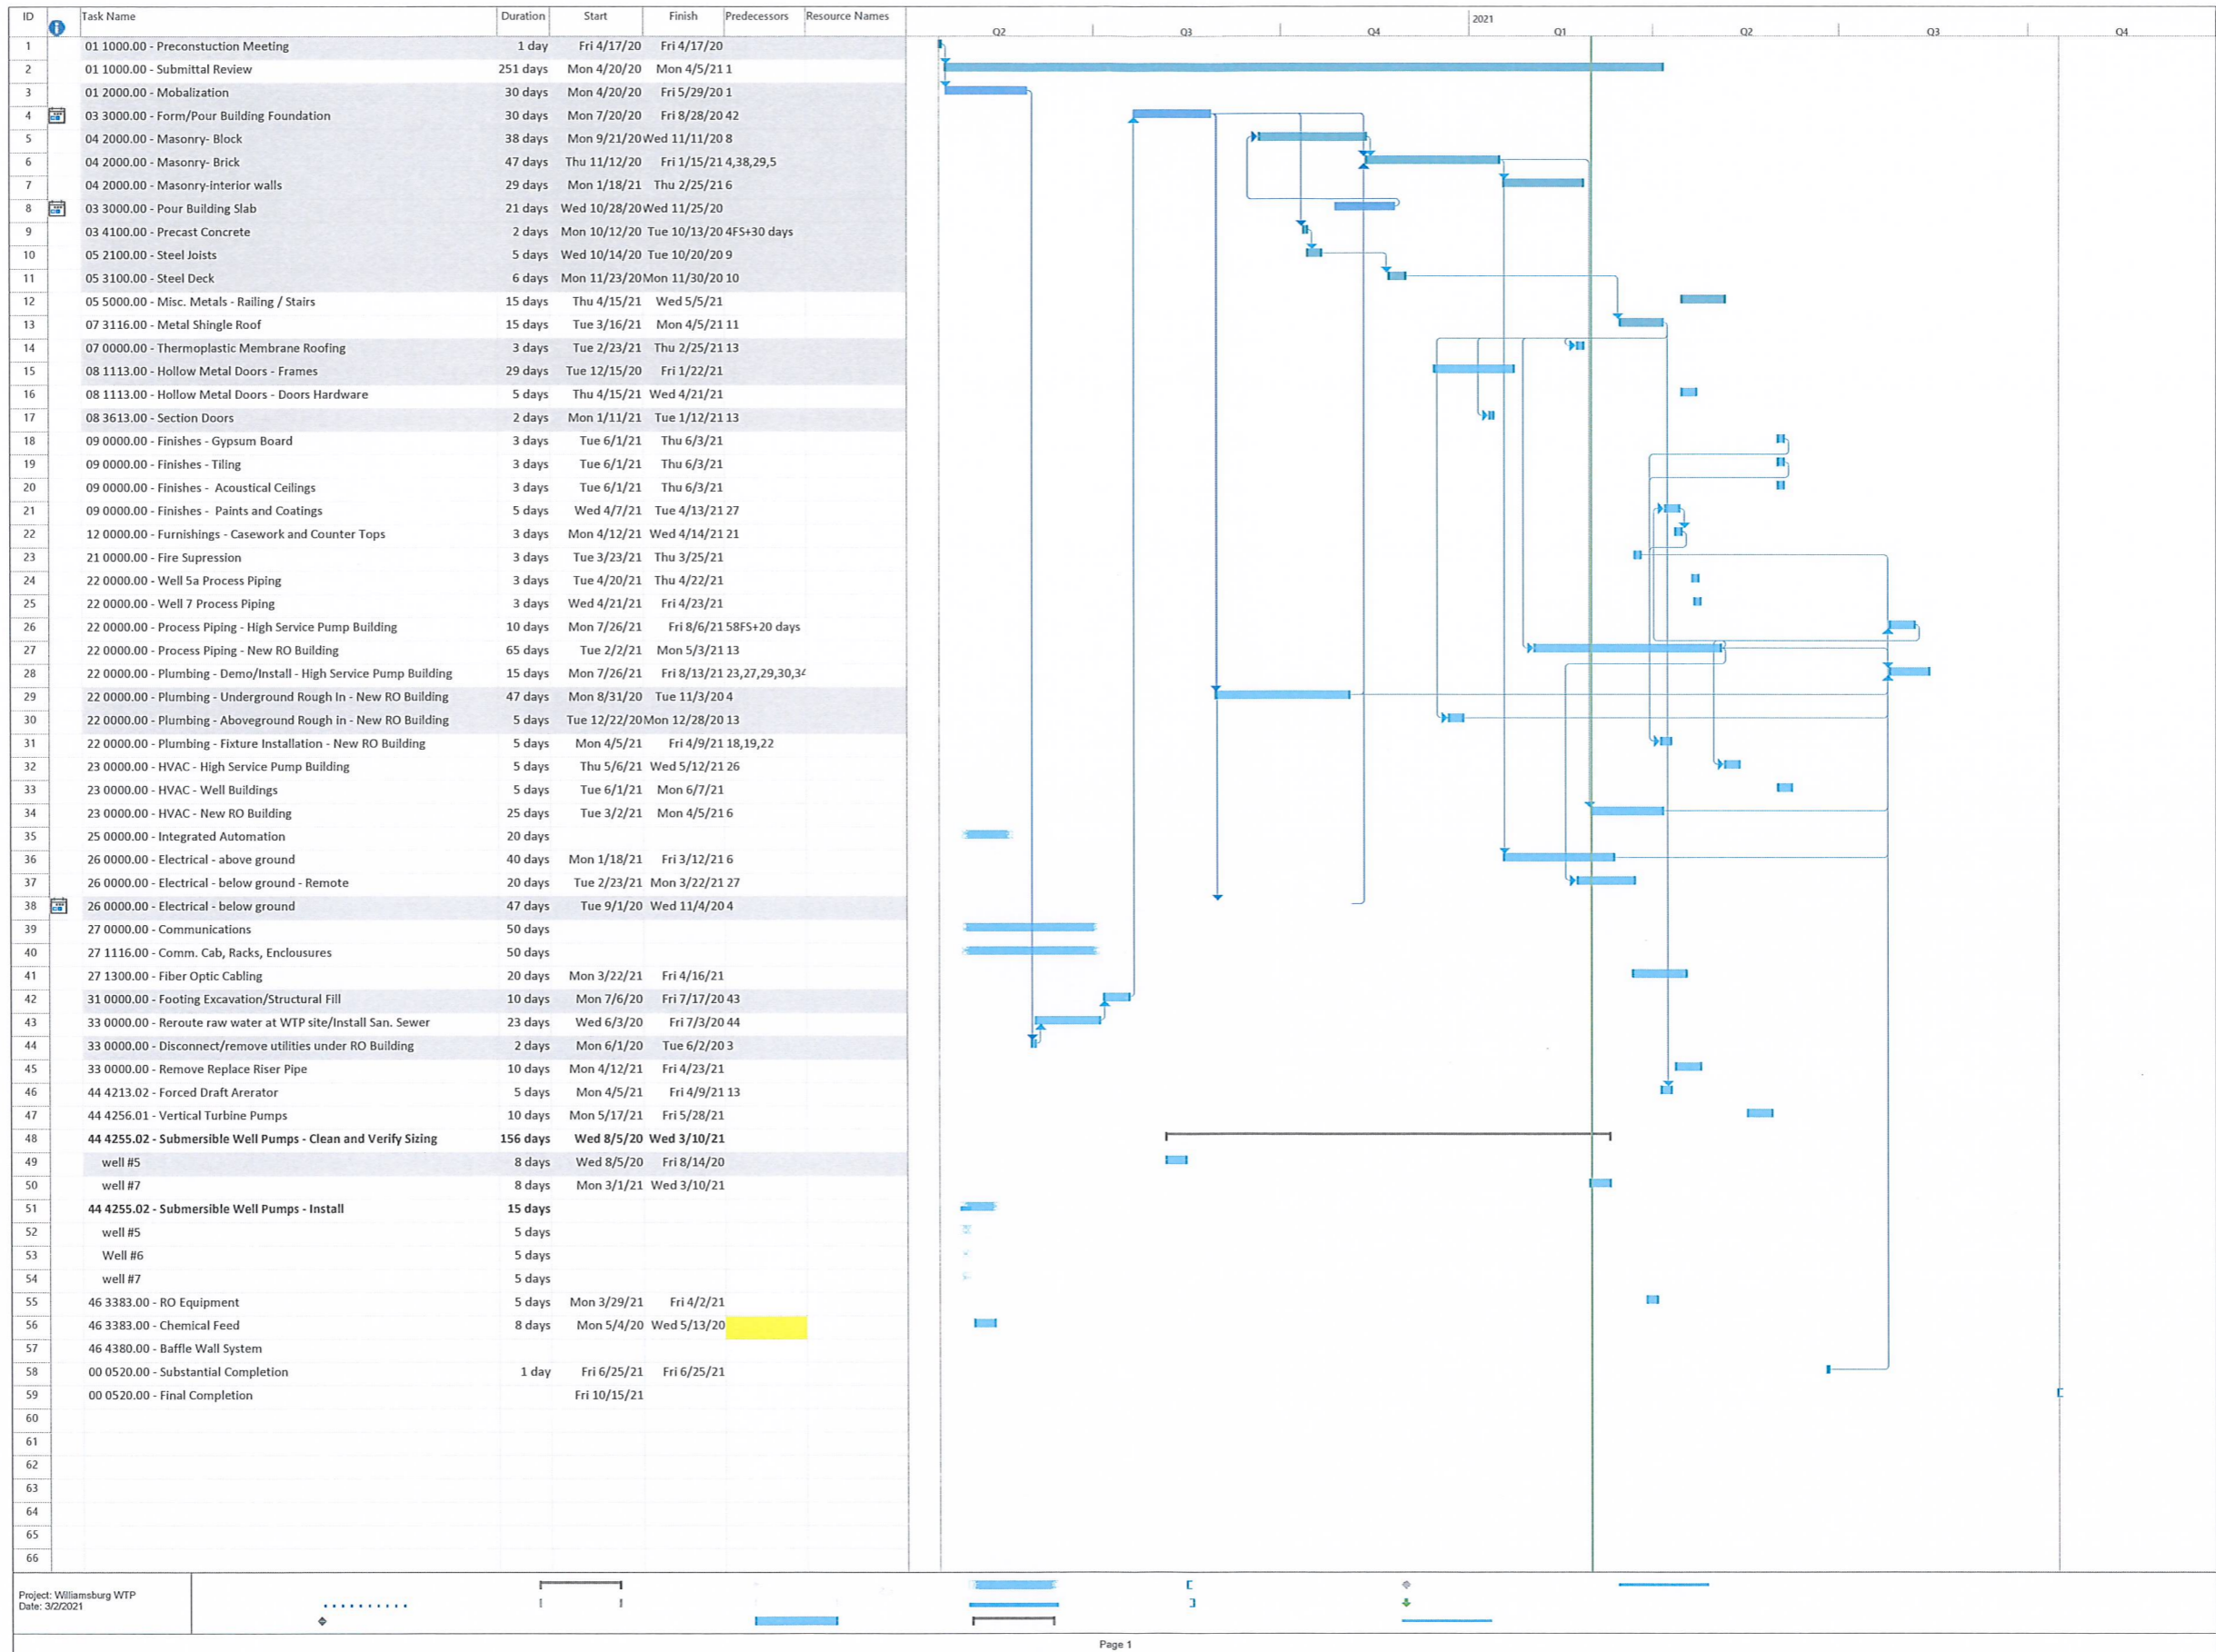 ID Task Name Duration Start Finish Predecessors Resource Names
2021
Q2 Q3 Q4 Q1 Q2 Q3 Q4
1 01 1000.00 - Preconstuction Meeting 1 day Fri 4/17/20 Fri 4/17/20
2 01 1000.00 - Submittal Review 251 days Mon 4/20/20 Mon 4/5/21 1
3 01 2000.00 - Mobalization 30 days Mon 4/20/20 Fri 5/29/20 1
4 03 3000.00 - Form/Pour Building Foundation 30 days Mon 7/20/20 Fri 8/28/20 42
5 04 2000.00 - Masonry- Block 38 days Mon 9/21/20 Wed 11/11/20 8
6 04 2000.00 - Masonry- Brick 47 days Thu 11/12/20 Fri 1/15/21 4,38,29,5
7 04 2000.00 - Masonry-interior walls 29 days Mon 1/18/21 Thu 2/25/21 6
8 03 3000.00 - Pour Building Slab 21 days Wed 10/28/20 Wed 11/25/20
9 03 4100.00 - Precast Concrete 2 days Mon 10/12/20 Tue 10/13/20 4FS+30 days
10 05 2100.00 - Steel Joists 5 days Wed 10/14/20 Tue 10/20/20 9
11 05 3100.00 - Steel Deck 6 days Mon 11/23/20 Mon 11/30/20 10
12 05 5000.00 - Misc. Metals - Railing / Stairs 15 days Thu 4/15/21 Wed 5/5/21
13 07 3116.00 - Metal Shingle Roof 15 days Tue 3/16/21 Mon 4/5/21 11
14 07 0000.00 - Thermoplastic Membrane Roofing 3 days Tue 2/23/21 Thu 2/25/21 13
15 08 1113.00 - Hollow Metal Doors - Frames 29 days Tue 12/15/20 Fri 1/22/21
16 08 1113.00 - Hollow Metal Doors - Doors Hardware 5 days Thu 4/15/21 Wed 4/21/21
17 08 3613.00 - Section Doors 2 days Mon 1/11/21 Tue 1/12/21 13
18 09 0000.00 - Finishes - Gypsum Board 3 days Tue 6/1/21 Thu 6/3/21
19 09 0000.00 - Finishes - Tiling 3 days Tue 6/1/21 Thu 6/3/21
20 09 0000.00 - Finishes - Acoustical Ceilings 3 days Tue 6/1/21 Thu 6/3/21
21 09 0000.00 - Finishes - Paints and Coatings 5 days Wed 4/7/21 Tue 4/13/21 27
22 12 0000.00 - Furnishings - Casework and Counter Tops 3 days Mon 4/12/21 Wed 4/14/21 21
23 21 0000.00 - Fire Supression 3 days Tue 3/23/21 Thu 3/25/21
24 22 0000.00 - Well 5a Process Piping 3 days Tue 4/20/21 Thu 4/22/21
25 22 0000.00 - Well 7 Process Piping 3 days Wed 4/21/21 Fri 4/23/21
26 22 0000.00 - Process Piping - High Service Pump Building 10 days Mon 7/26/21 Fri 8/6/21 58FS+20 days
27 22 0000.00 - Process Piping - New RO Building 65 days Tue 2/2/21 Mon 5/3/21 13
28 22 0000.00 - Plumbing - Demo/Install - High Service Pump Building 15 days Mon 7/26/21 Fri 8/13/21 23,27,29,30,34
29 22 0000.00 - Plumbing - Underground Rough In - New RO Building 47 days Mon 8/31/20 Tue 11/3/20 4
30 22 0000.00 - Plumbing - Aboveground Rough in - New RO Building 5 days Tue 12/22/20 Mon 12/28/20 13
31 22 0000.00 - Plumbing - Fixture Installation - New RO Building 5 days Mon 4/5/21 Fri 4/9/21 18,19,22
32 23 0000.00 - HVAC - High Service Pump Building 5 days Thu 5/6/21 Wed 5/12/21 26
33 23 0000.00 - HVAC - Well Buildings 5 days Tue 6/1/21 Mon 6/7/21
34 23 0000.00 - HVAC - New RO Building 25 days Tue 3/2/21 Mon 4/5/21 6
35 25 0000.00 - Integrated Automation 20 days
36 26 0000.00 - Electrical - above ground 40 days Mon 1/18/21 Fri 3/12/21 6
37 26 0000.00 - Electrical - below ground - Remote 20 days Tue 2/23/21 Mon 3/22/21 27
38 26 0000.00 - Electrical - below ground 47 days Tue 9/1/20 Wed 11/4/20 4
39 27 0000.00 - Communications 50 days
40 27 1116.00 - Comm. Cab, Racks, Enclousures 50 days
41 27 1300.00 - Fiber Optic Cabling 20 days Mon 3/22/21 Fri 4/16/21
42 31 0000.00 - Footing Excavation/Structural Fill 10 days Mon 7/6/20 Fri 7/17/20 43
43 33 0000.00 - Reroute raw water at WTP site/Install San. Sewer 23 days Wed 6/3/20 Fri 7/3/20 44
44 33 0000.00 - Disconnect/remove utilities under RO Building 2 days Mon 6/1/20 Tue 6/2/20 3
45 33 0000.00 - Remove Replace Riser Pipe 10 days Mon 4/12/21 Fri 4/23/21
46 44 4213.02 - Forced Draft Arerator 5 days Mon 4/5/21 Fri 4/9/21 13
47 44 4256.01 - Vertical Turbine Pumps 10 days Mon 5/17/21 Fri 5/28/21
48 44 4255.02 - Submersible Well Pumps - Clean and Verify Sizing 156 days Wed 8/5/20 Wed 3/10/21
49 well #5 8 days Wed 8/5/20 Fri 8/14/20
50 well #7 8 days Mon 3/1/21 Wed 3/10/21
51 44 4255.02 - Submersible Well Pumps - Install 15 days
52 well #5 5 days
53 Well #6 5 days
54 well #7 5 days
55 46 3383.00 - RO Equipment 5 days Mon 3/29/21 Fri 4/2/21
56 46 3383.00 - Chemical Feed 8 days Mon 5/4/20 Wed 5/13/20
57 46 4380.00 - Baffle Wall System
58 00 0520.00 - Substantial Completion 1 day Fri 6/25/21 Fri 6/25/21
59 00 0520.00 - Final Completion Fri 10/15/21
60
61
62
63
64
65
66
Project: Williamsburg WTP
Date: 3/2/2021
Page 1